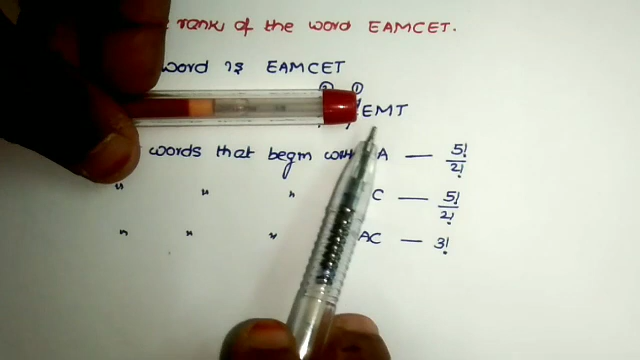 rank of the word EAMCET.
word is EAMCET
② ①
EMT
words that begin with A — 5!/2!
" " " C — 5!/2!
" " " AC — 3!